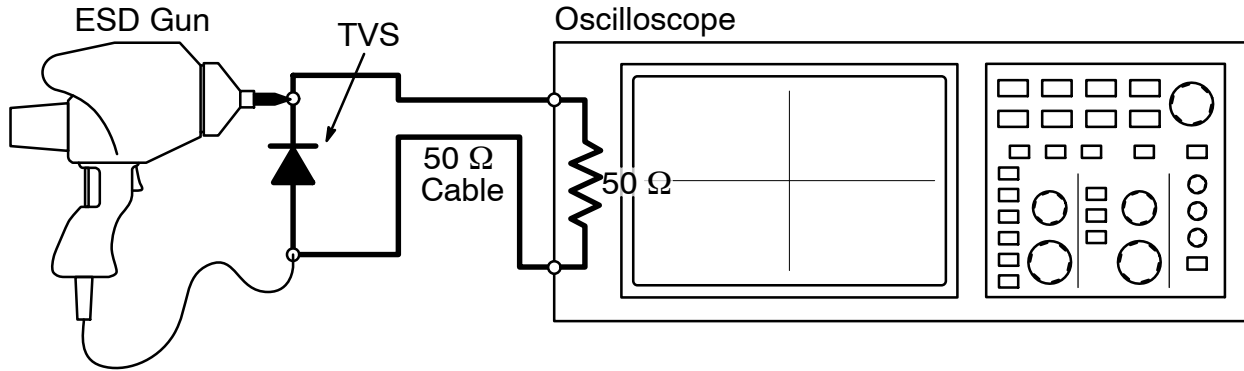 ESD Gun
Oscilloscope
TVS
50 Ω
Cable
50 Ω